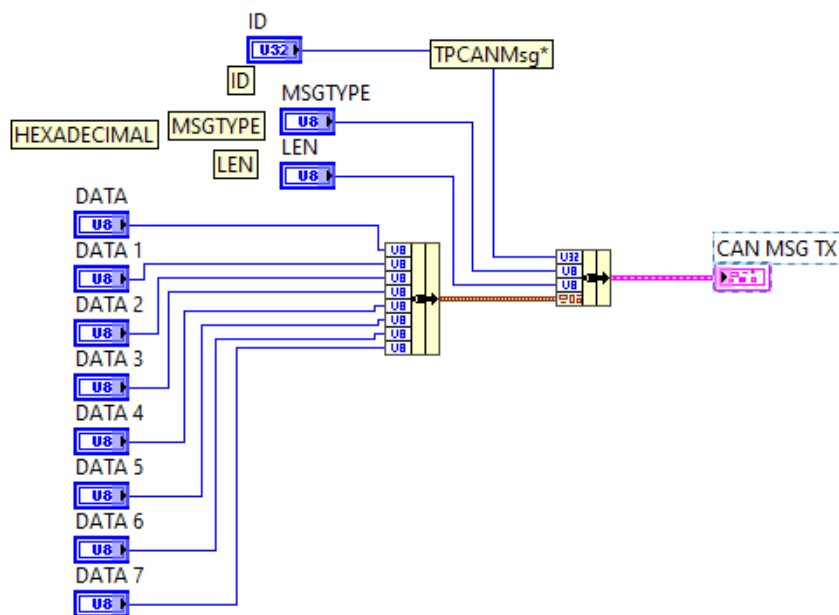 ID
U32
TPCANMsg*
ID
MSGTYPE
U8
HEXADECIMAL
MSGTYPE
LEN
U8
LEN
DATA
U8
DATA 1
U8
DATA 2
U8
DATA 3
U8
DATA 4
U8
DATA 5
U8
DATA 6
U8
DATA 7
U8
U8
U8
U8
U8
U8
U8
U8
U8
U32
U8
U8
CAN MSG TX